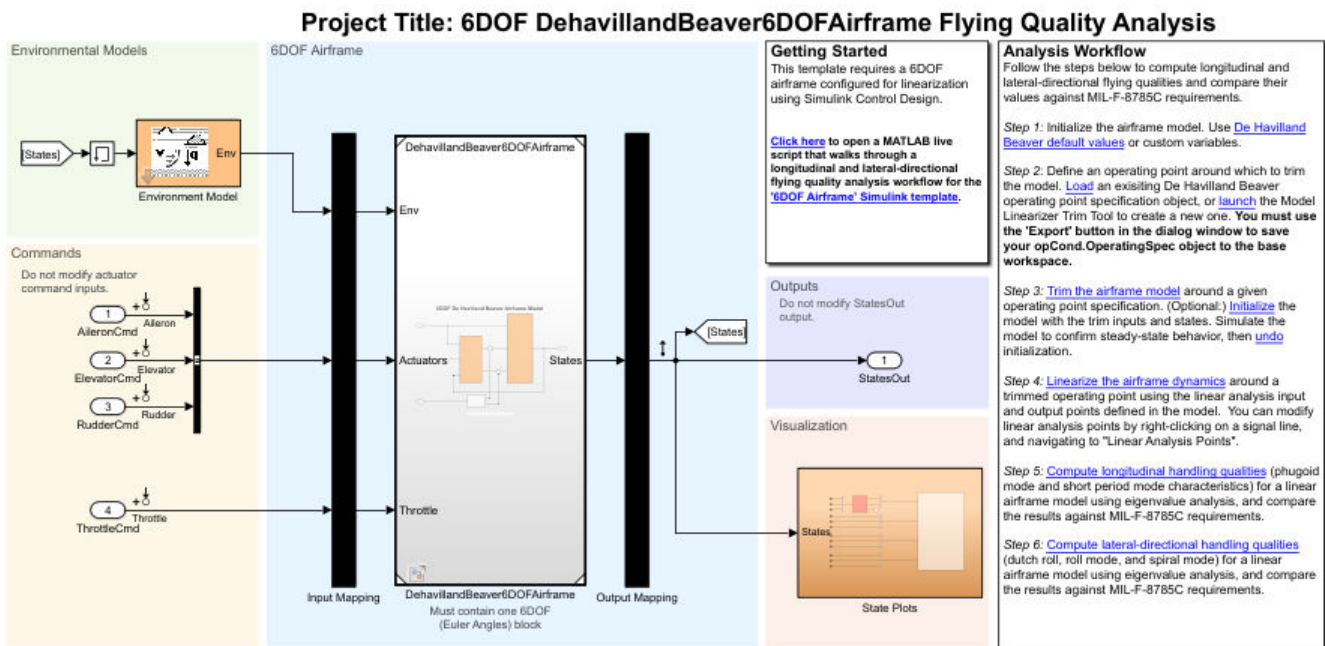 Project Title: 6DOF DehavillandBeaver6DOFAirframe Flying Quality Analysis
Environmental Models
[States]
Env
Environment Model
Commands
Do not modify actuator
command inputs.
1
Aileron
AileronCmd
2
Elevator
ElevatorCmd
3
Rudder
RudderCmd
4
Throttle
ThrottleCmd
6DOF Airframe
DehavillandBeaver6DOFAirframe
Env
6DOF De Havilland Beaver Airframe Model
Actuators
States
Throttle
Input Mapping
DehavillandBeaver6DOFAirframe
Output Mapping
Must contain one 6DOF
(Euler Angles) block
Getting Started
This template requires a 6DOF
airframe configured for linearization
using Simulink Control Design.
Click here to open a MATLAB live
script that walks through a
longitudinal and lateral-directional
flying quality analysis workflow for the
'6DOF Airframe' Simulink template.
Outputs
Do not modify StatesOut
output.
[States]
1
StatesOut
Visualization
States
State Plots
Analysis Workflow
Follow the steps below to compute longitudinal and
lateral-directional flying qualities and compare their
values against MIL-F-8785C requirements.
Step 1: Initialize the airframe model. Use De Havilland
Beaver default values or custom variables.
Step 2: Define an operating point around which to trim
the model. Load an exisiting De Havilland Beaver
operating point specification object, or launch the Model
Linearizer Trim Tool to create a new one. You must use
the 'Export' button in the dialog window to save
your opCond.OperatingSpec object to the base
workspace.
Step 3: Trim the airframe model around a given
operating point specification. (Optional:) Initialize the
model with the trim inputs and states. Simulate the
model to confirm steady-state behavior, then undo
initialization.
Step 4: Linearize the airframe dynamics around a
trimmed operating point using the linear analysis input
and output points defined in the model. You can modify
linear analysis points by right-clicking on a signal line,
and navigating to "Linear Analysis Points".
Step 5: Compute longitudinal handling qualities (phugoid
mode and short period mode characteristics) for a linear
airframe model using eigenvalue analysis, and compare
the results against MIL-F-8785C requirements.
Step 6: Compute lateral-directional handling qualities
(dutch roll, roll mode, and spiral mode) for a linear
airframe model using eigenvalue analysis, and compare
the results against MIL-F-8785C requirements.